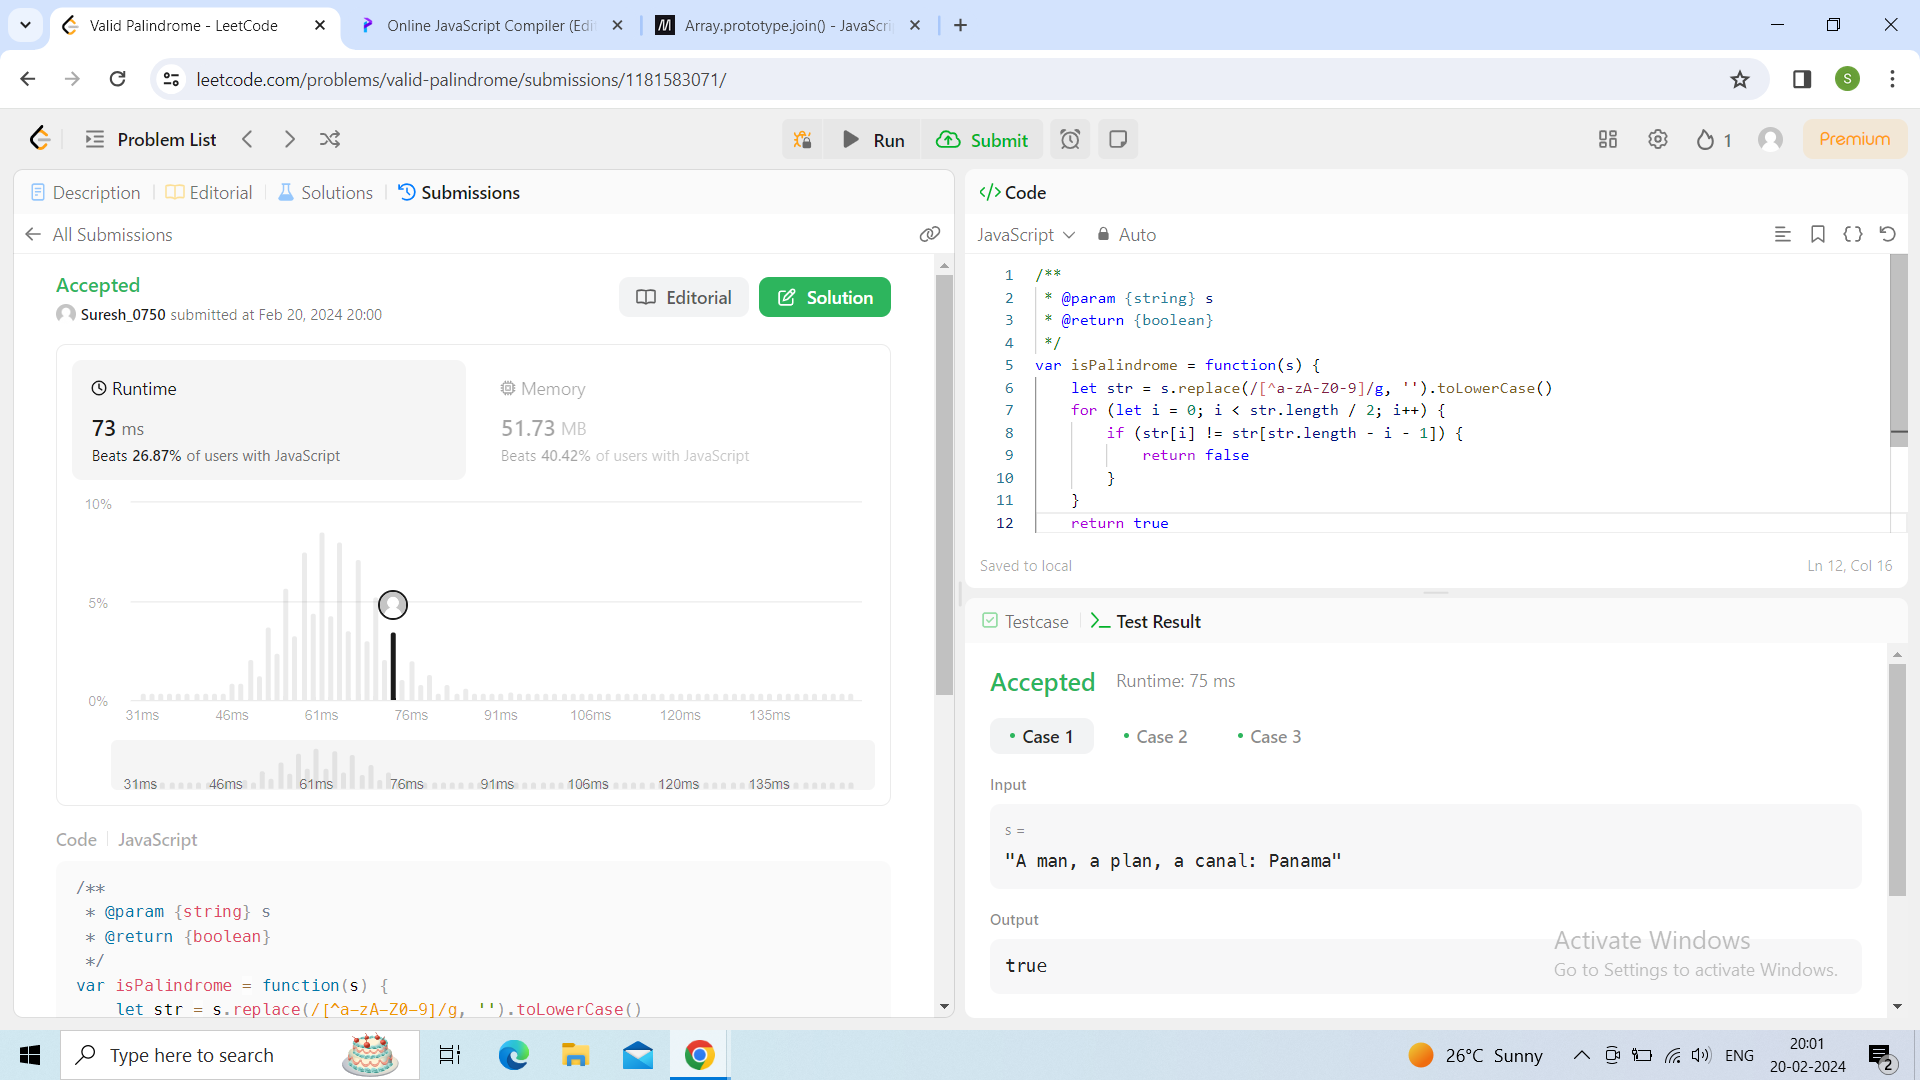 Valid Palindrome - LeetCode
Online JavaScript Compiler (Edi
Array.prototype.join() - JavaScri
leetcode.com/problems/valid-palindrome/submissions/1181583071/
S
Problem List
Run
Submit
1
Premium
Description
Editorial
Solutions
Submissions
All Submissions
Accepted
Suresh_0750 submitted at Feb 20, 2024 20:00
Editorial
Solution
Runtime
73 ms
Beats 26.87% of users with JavaScript
Memory
51.73 MB
Beats 40.42% of users with JavaScript
10%
5%
0%
31ms 46ms 61ms 76ms 91ms 106ms 120ms 135ms
31ms 46ms 61ms 76ms 91ms 106ms 120ms 135ms
Code JavaScript
/**
* @param {string} s
* @return {boolean}
*/
var isPalindrome = function(s) {
let str = s.replace(/[^a-zA-Z0-9]/g, '').toLowerCase()
</> Code
JavaScript
Auto
1 /**
2 * @param {string} s
3 * @return {boolean}
4 */
5 var isPalindrome = function(s) {
6 let str = s.replace(/[^a-zA-Z0-9]/g, '').toLowerCase()
7 for (let i = 0; i < str.length / 2; i++) {
8 if (str[i] != str[str.length - i - 1]) {
9 return false
10 }
11 }
12 return true
Saved to local
Ln 12, Col 16
Testcase
Test Result
Accepted Runtime: 75 ms
Case 1
Case 2
Case 3
Input
s =
"A man, a plan, a canal: Panama"
Output
true
Activate Windows
Go to Settings to activate Windows.
Type here to search
26°C Sunny
ENG
20:01
20-02-2024
2